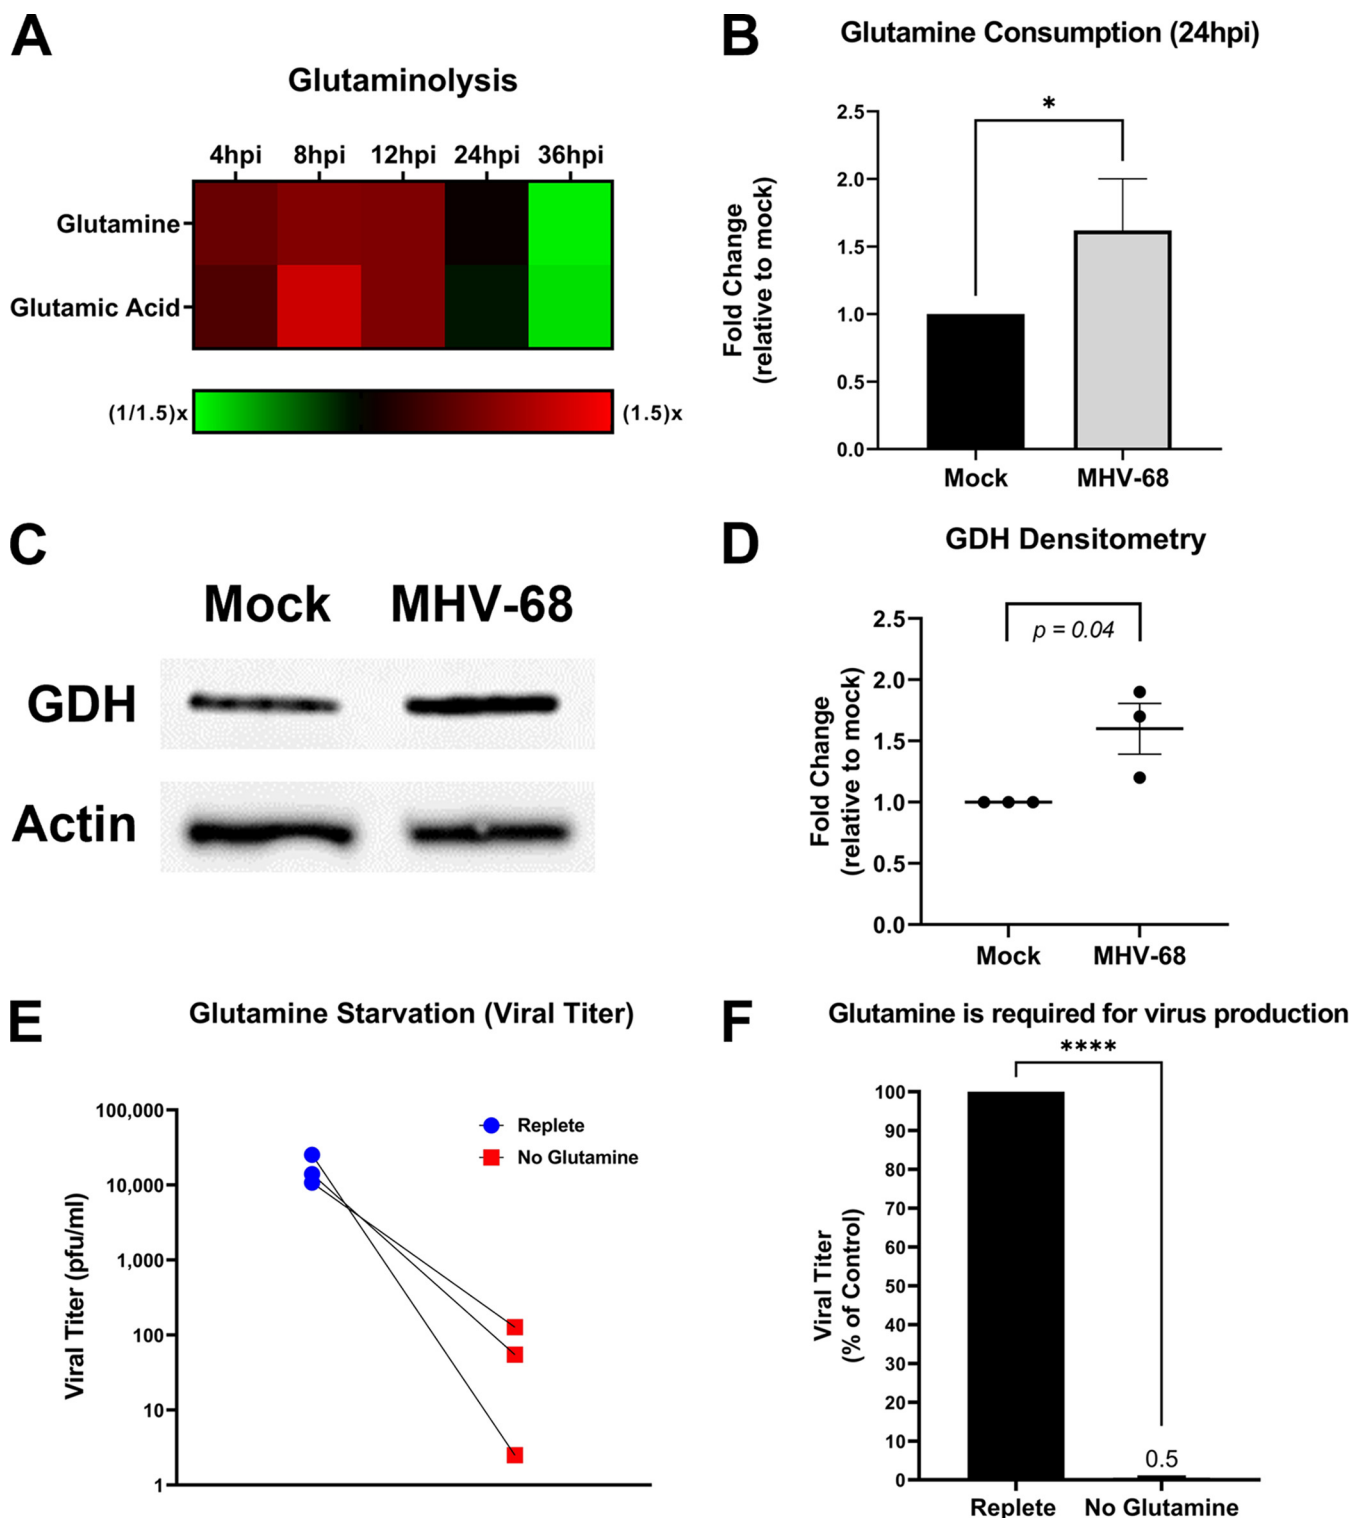 A
Glutaminolysis
4hpi 8hpi 12hpi 24hpi 36hpi
Glutamine
Glutamic Acid
(1/1.5)x (1.5)x
B
Glutamine Consumption (24hpi)
*
2.5
2.0
1.5
1.0
0.5
0.0
Fold Change
(relative to mock)
Mock MHV-68
C
Mock MHV-68
GDH
Actin
D
GDH Densitometry
p = 0.04
2.5
2.0
1.5
1.0
0.5
0.0
Fold Change
(relative to mock)
Mock MHV-68
E
Glutamine Starvation (Viral Titer)
100,000
10,000
1,000
100
10
1
Viral Titer (pfu/ml)
Replete
No Glutamine
F
Glutamine is required for virus production
****
100
90
80
70
60
50
40
30
20
10
0
Viral Titer
(% of Control)
0.5
Replete No Glutamine